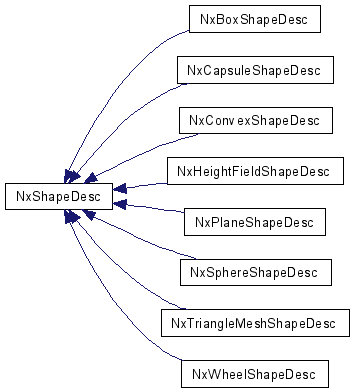 NxBoxShapeDesc
NxCapsuleShapeDesc
NxConvexShapeDesc
NxHeightFieldShapeDesc
NxShapeDesc
NxPlaneShapeDesc
NxSphereShapeDesc
NxTriangleMeshShapeDesc
NxWheelShapeDesc